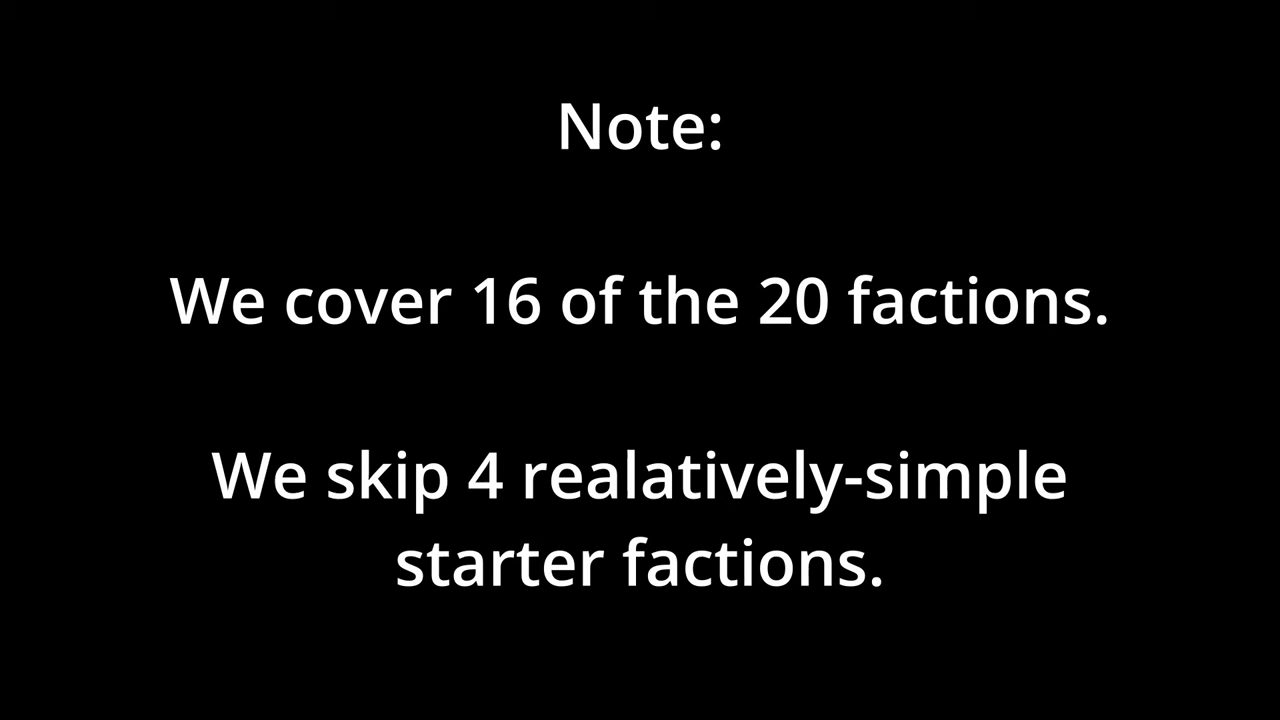 Note:
We cover 16 of the 20 factions.
We skip 4 realatively-simple
starter factions.